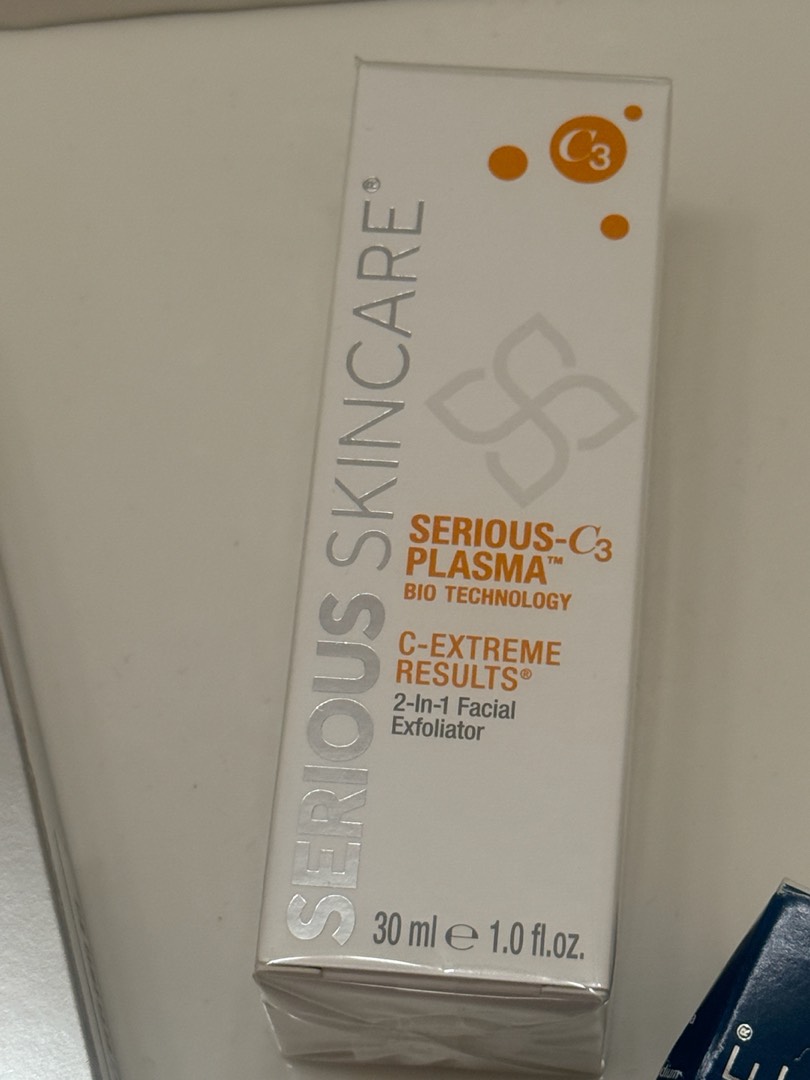 C3
SERIOUS SKINCARE®
SERIOUS-C3
PLASMA™
BIO TECHNOLOGY
C-EXTREME
RESULTS®
2-In-1 Facial
Exfoliator
30 ml ℮ 1.0 fl.oz.